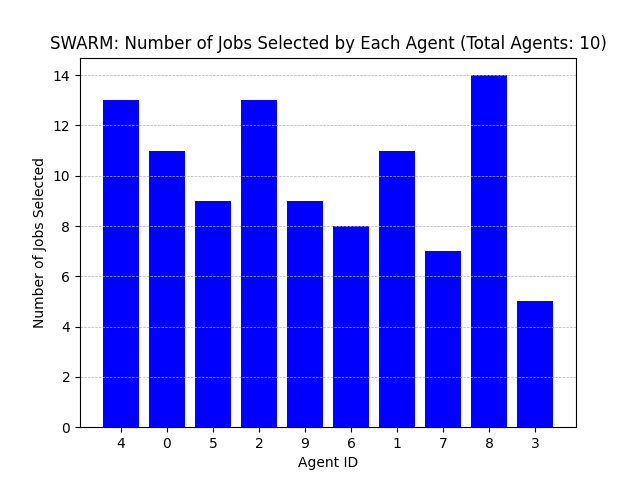 SWARM: Number of Jobs Selected by Each Agent (Total Agents: 10)
14
12
10
8
6
4
2
0
Number of Jobs Selected
4 0 5 2 9 6 1 7 8 3
Agent ID